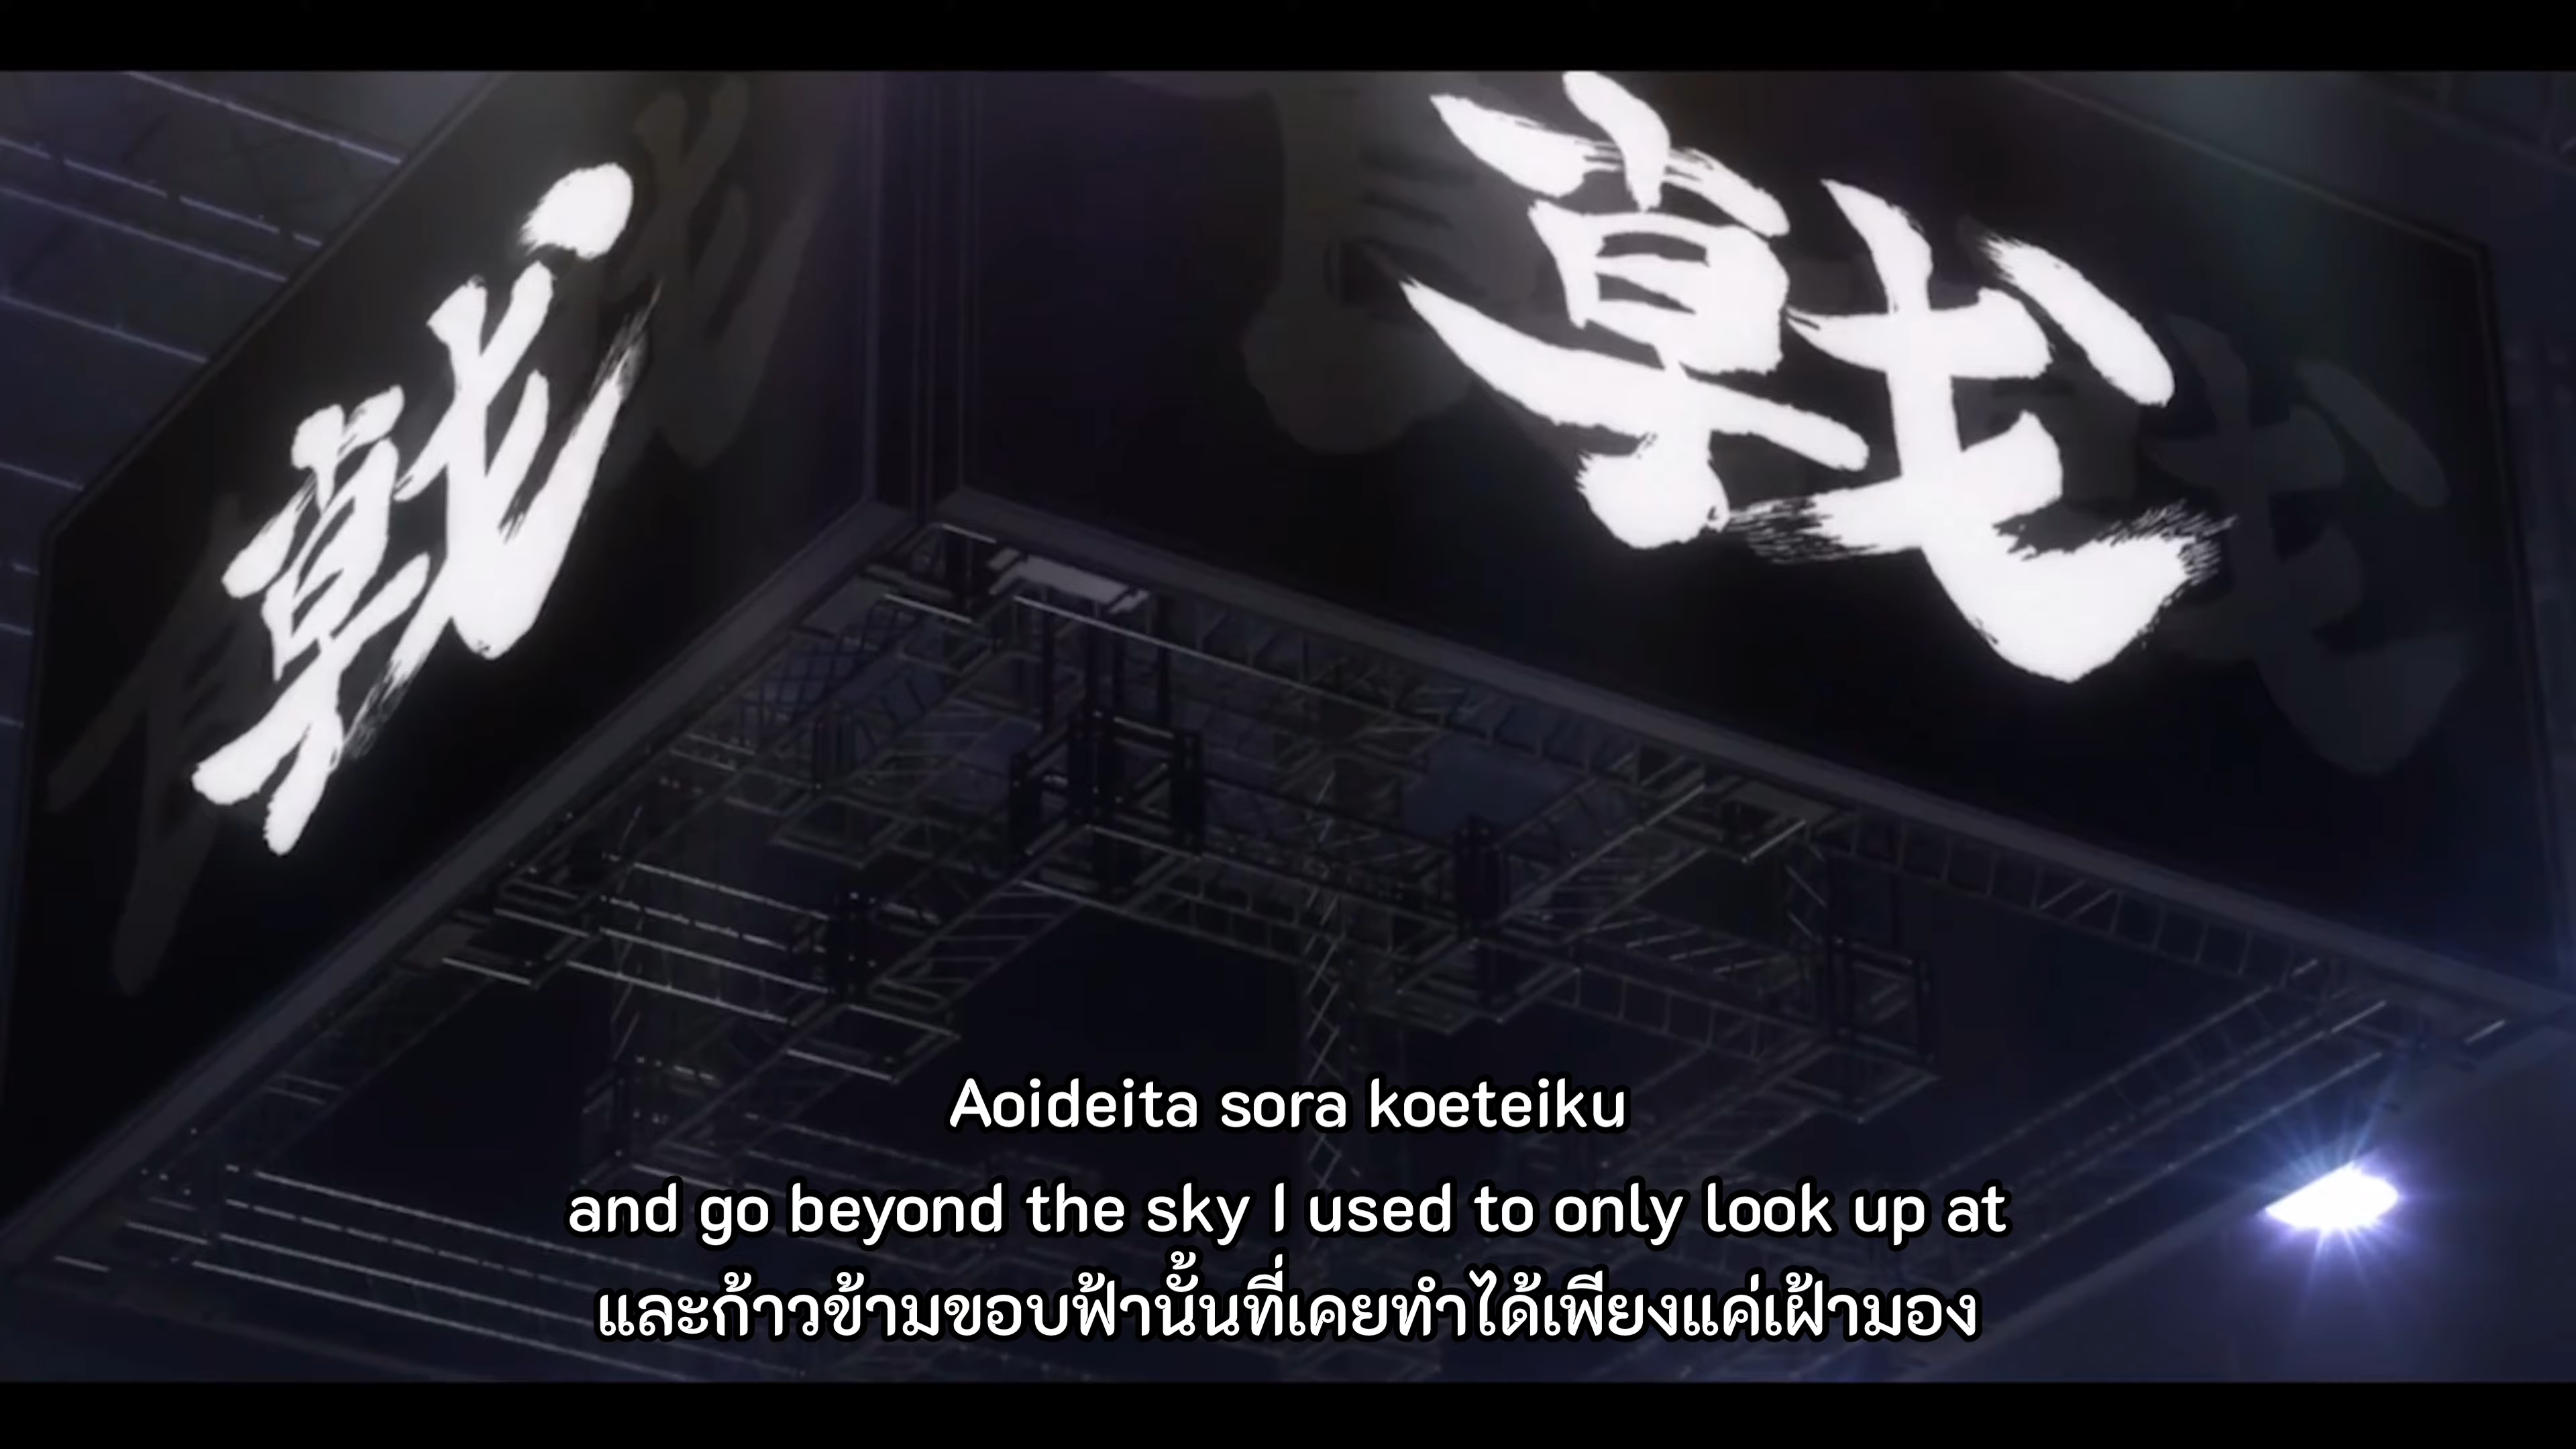 戟
戟
Aoideita sora koeteiku
and go beyond the sky I used to only look up at
และก้าวข้ามขอบฟ้านั้นที่เคยทำได้เพียงแค่เฝ้ามอง